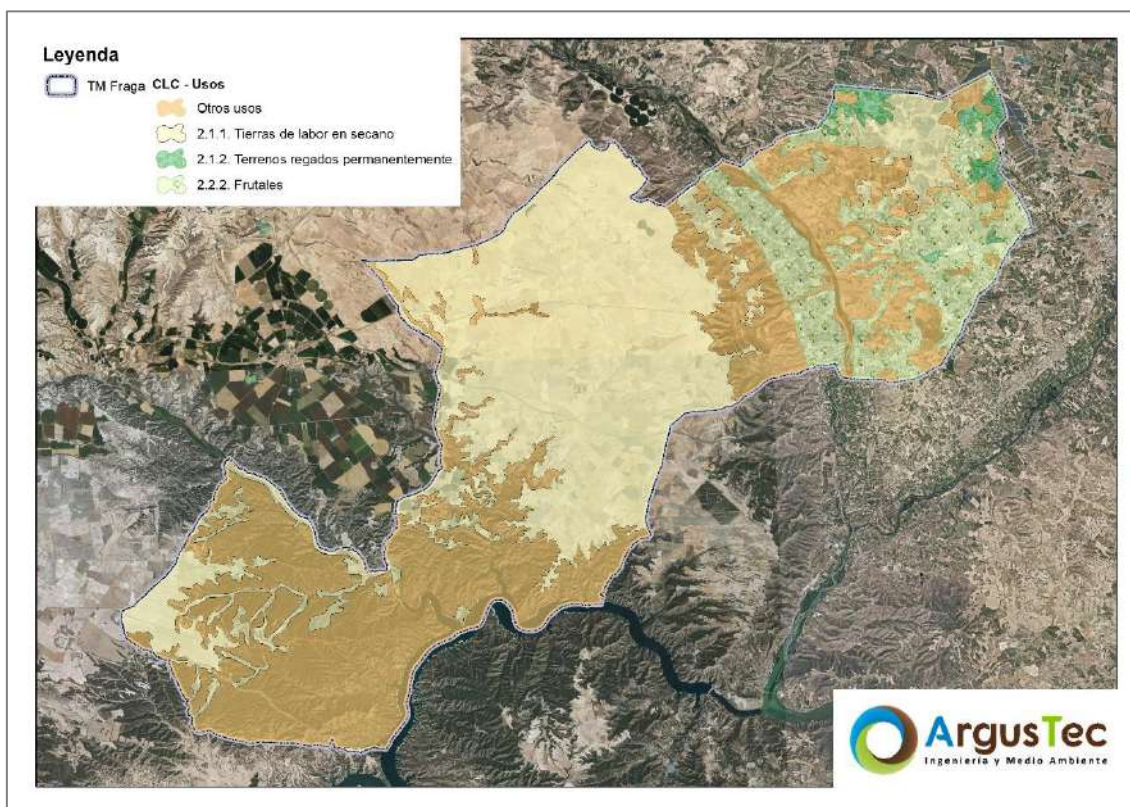 Leyenda
TM Fraga CLC - Usos
Otros usos
2.1.1. Tierras de labor en secano
2.1.2. Terrenos regados permanentemente
2.2.2. Frutales
ArgusTec
Ingeniería y Medio Ambiente